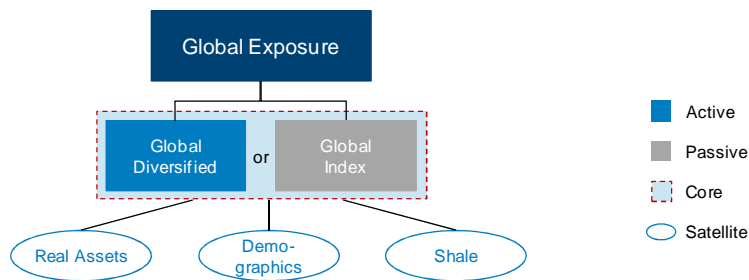 Global Exposure
Global
Diversified
or
Global
Index
Real Assets
Demo-
graphics
Shale
Active
Passive
Core
Satellite